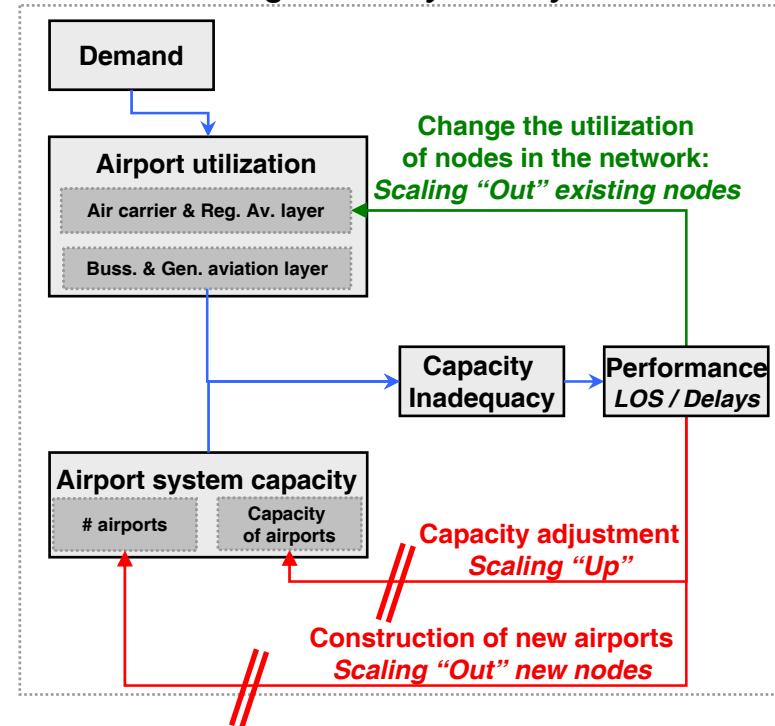 Demand
Airport utilization
Air carrier & Reg. Av. layer
Buss. & Gen. aviation layer
Change the utilization
of nodes in the network:
Scaling “Out” existing nodes
Capacity
Inadequacy
Performance
LOS / Delays
Airport system capacity
# airports
Capacity
of airports
Capacity adjustment
Scaling “Up”
Construction of new airports
Scaling “Out” new nodes